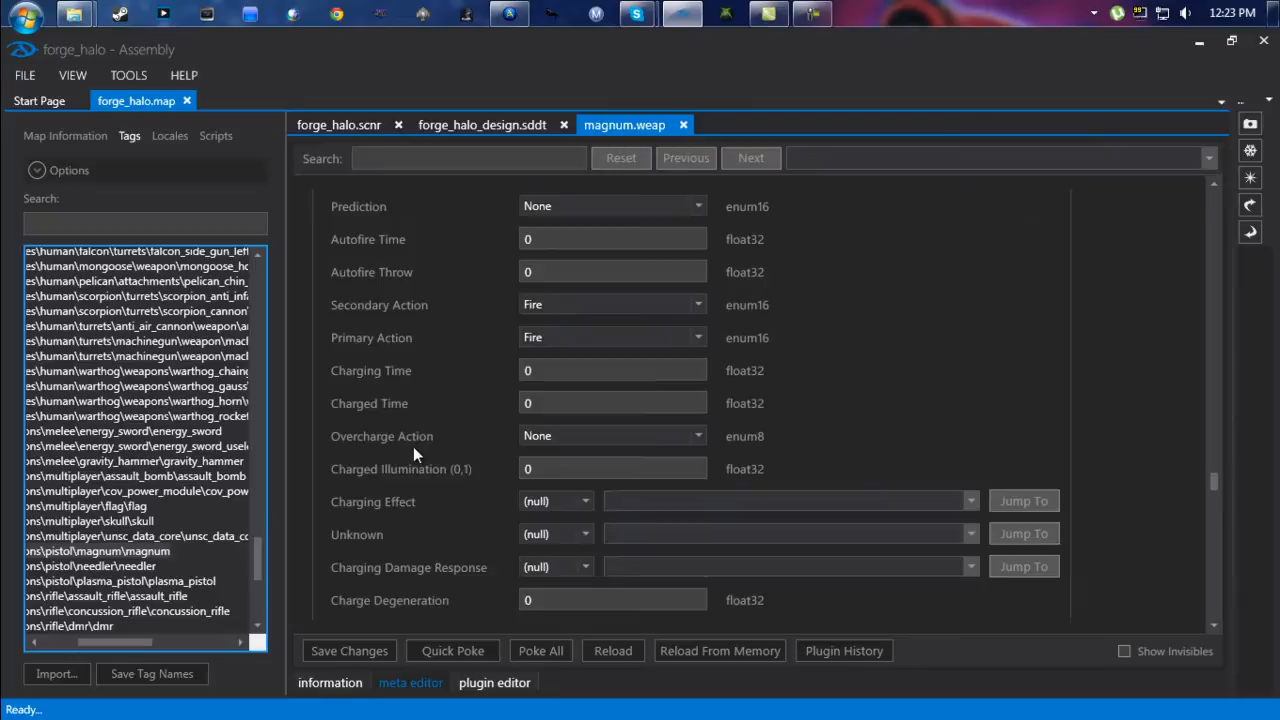 12:23 PM
forge_halo - Assembly
FILE VIEW TOOLS HELP
Start Page forge_halo.map
Map Information Tags Locales Scripts
Options
Search:
es\human\falcon\turrets\falcon_side_gun_left
es\human\mongoose\weapon\mongoose_ho
es\human\pelican\attachments\pelican_chin_
es\human\scorpion\turrets\scorpion_anti_infa
es\human\scorpion\turrets\scorpion_cannon
es\human\turrets\anti_air_cannon\weapon\an
es\human\turrets\machinegun\weapon\mach
es\human\turrets\machinegun\weapon\mach
es\human\warthog\weapons\warthog_chaing
es\human\warthog\weapons\warthog_gauss
es\human\warthog\weapons\warthog_horn\w
es\human\warthog\weapons\warthog_rocket
ons\melee\energy_sword\energy_sword
ons\melee\energy_sword\energy_sword_usele
ons\melee\gravity_hammer\gravity_hammer
ons\multiplayer\assault_bomb\assault_bomb
ons\multiplayer\cov_power_module\cov_pow
ons\multiplayer\flag\flag
ons\multiplayer\skull\skull
ons\multiplayer\unsc_data_core\unsc_data_co
ons\pistol\magnum\magnum
ons\pistol\needler\needler
ons\pistol\plasma_pistol\plasma_pistol
ons\rifle\assault_rifle\assault_rifle
ons\rifle\concussion_rifle\concussion_rifle
ons\rifle\dmr\dmr
Import... Save Tag Names
forge_halo.scnr forge_halo_design.sddt magnum.weap
Search: Reset Previous Next
Prediction None enum16
Autofire Time 0 float32
Autofire Throw 0 float32
Secondary Action Fire enum16
Primary Action Fire enum16
Charging Time 0 float32
Charged Time 0 float32
Overcharge Action None enum8
Charged Illumination (0,1) 0 float32
Charging Effect (null) Jump To
Unknown (null) Jump To
Charging Damage Response (null) Jump To
Charge Degeneration 0 float32
Save Changes Quick Poke Poke All Reload Reload From Memory Plugin History Show Invisibles
information meta editor plugin editor
Ready...